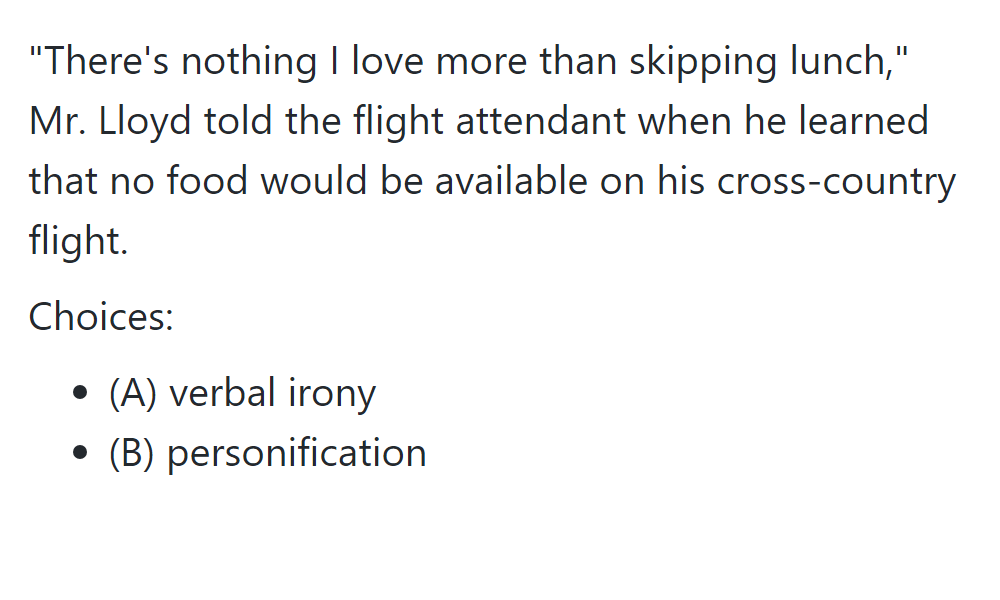 "There's nothing I love more than skipping lunch,"
Mr. Lloyd told the flight attendant when he learned
that no food would be available on his cross-country
flight.
Choices:
• (A) verbal irony
• (B) personification